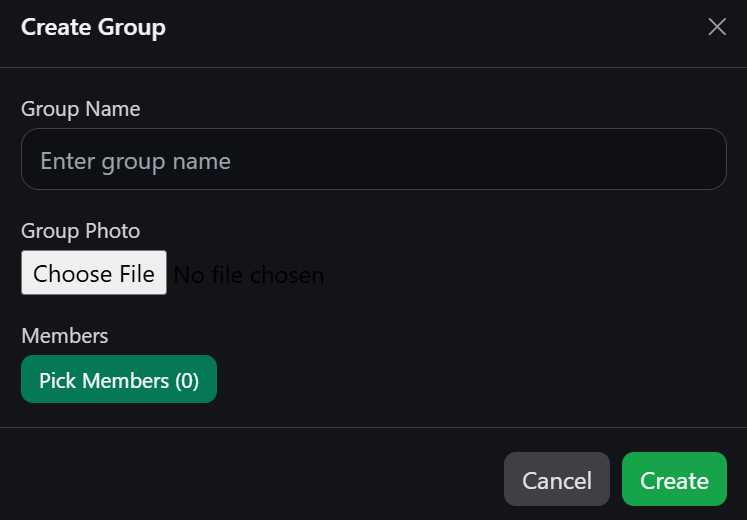 Create Group
Group Name
Enter group name
Group Photo
Choose File No file chosen
Members
Pick Members (0)
Cancel Create